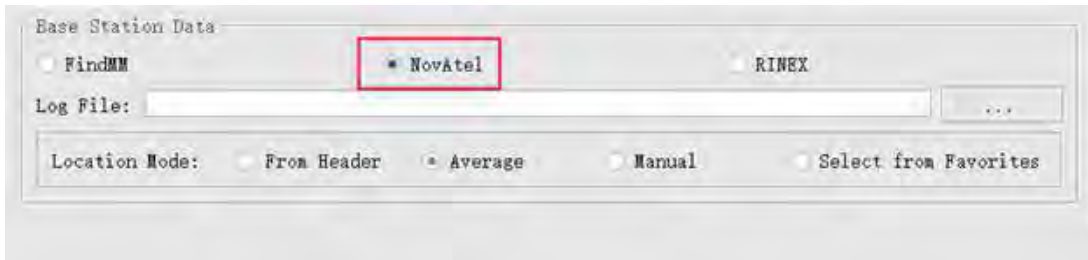 Base Station Data
FindMM
NovAtel
RINEX
Log File:
...
Location Mode:
From Header
Average
Manual
Select from Favorites